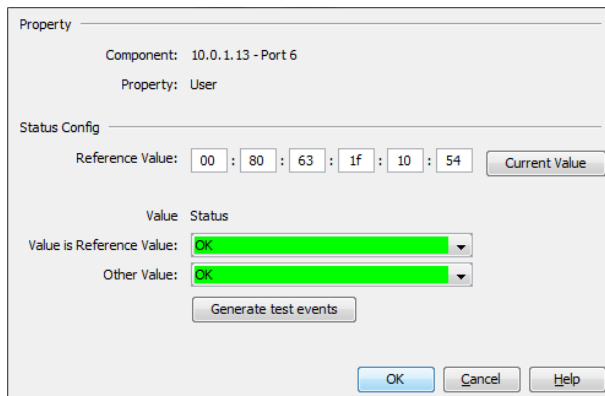 Property
Component: 10.0.1.13 - Port 6
Property: User
Status Config
Reference Value: 00 : 80 : 63 : 1f : 10 : 54 Current Value
Value Status
Value is Reference Value: OK
Other Value: OK
Generate test events
OK Cancel Help